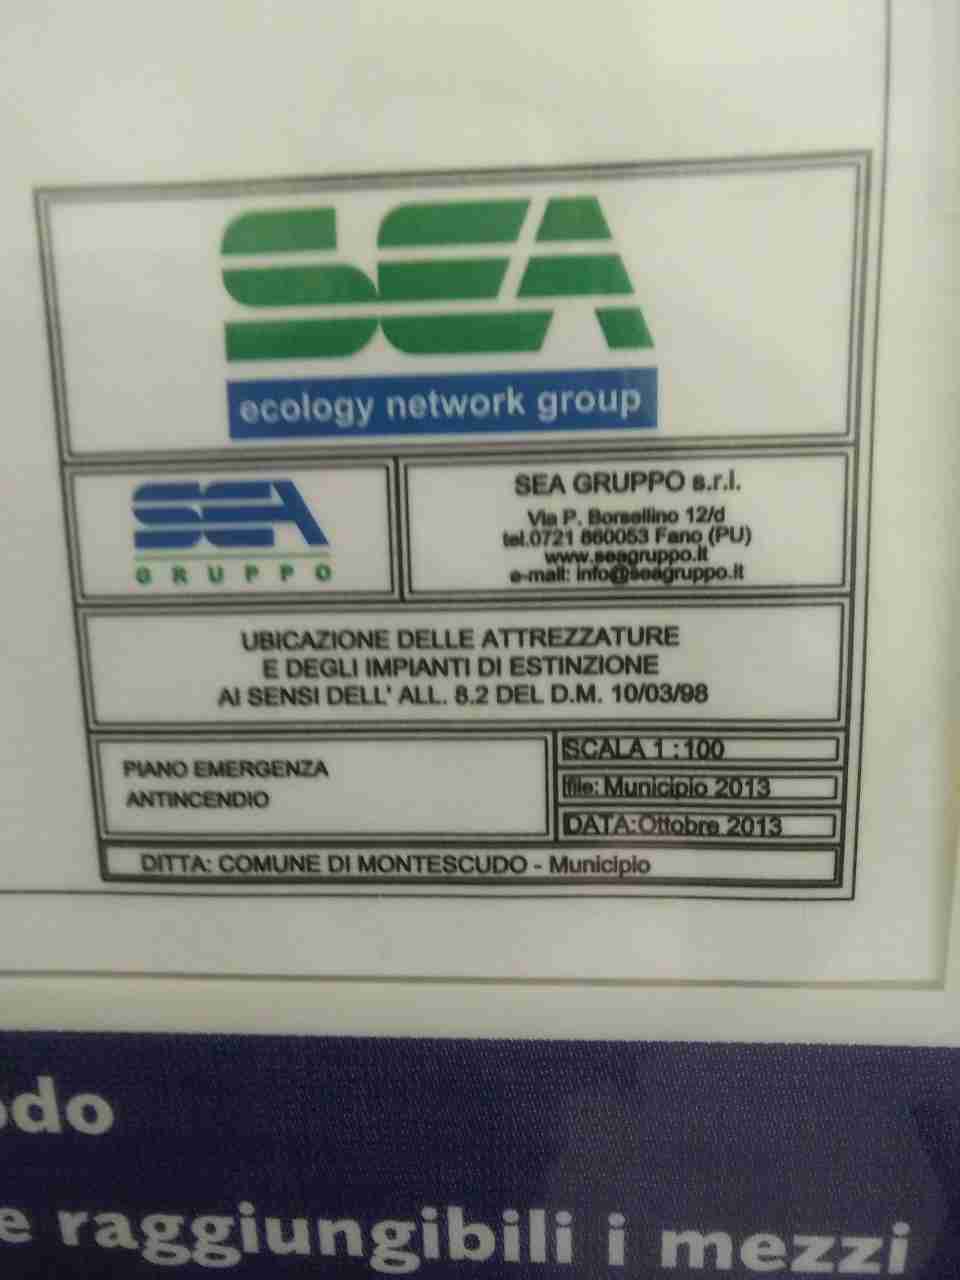 SEA
ecology network group
SEA
GRUPPO
SEA GRUPPO s.r.l.
Via P. Borsellino 12/d
tel.0721 860053 Fano (PU)
www.seagruppo.it
e-mail: info@seagruppo.it
UBICAZIONE DELLE ATTREZZATURE
E DEGLI IMPIANTI DI ESTINZIONE
AI SENSI DELL' ALL. 8.2 DEL D.M. 10/03/98
PIANO EMERGENZA
ANTINCENDIO
SCALA 1 : 100
file: Municipio 2013
DATA: Ottobre 2013
DITTA: COMUNE DI MONTESCUDO - Municipio
odo
e raggiungibili i mezzi